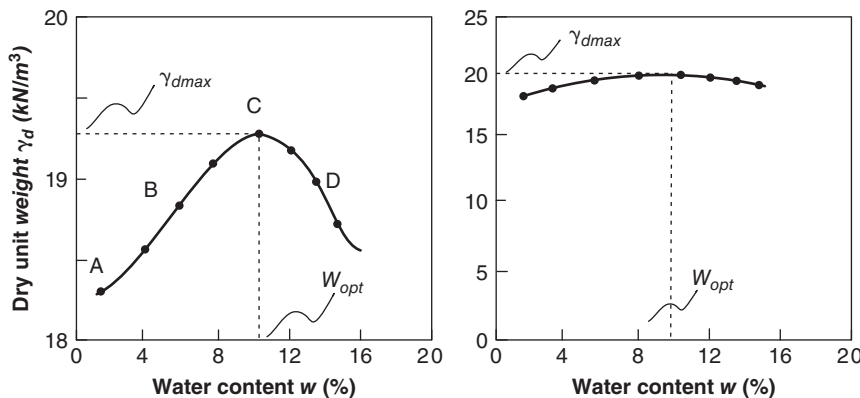 20
19
18
Dry unit weight γd (kN/m³)
γdmax
A
B
C
D
Wopt
0 4 8 12 16 20
Water content w (%)
25
20
15
10
5
0
γdmax
Wopt
0 4 8 12 16 20
Water content w (%)